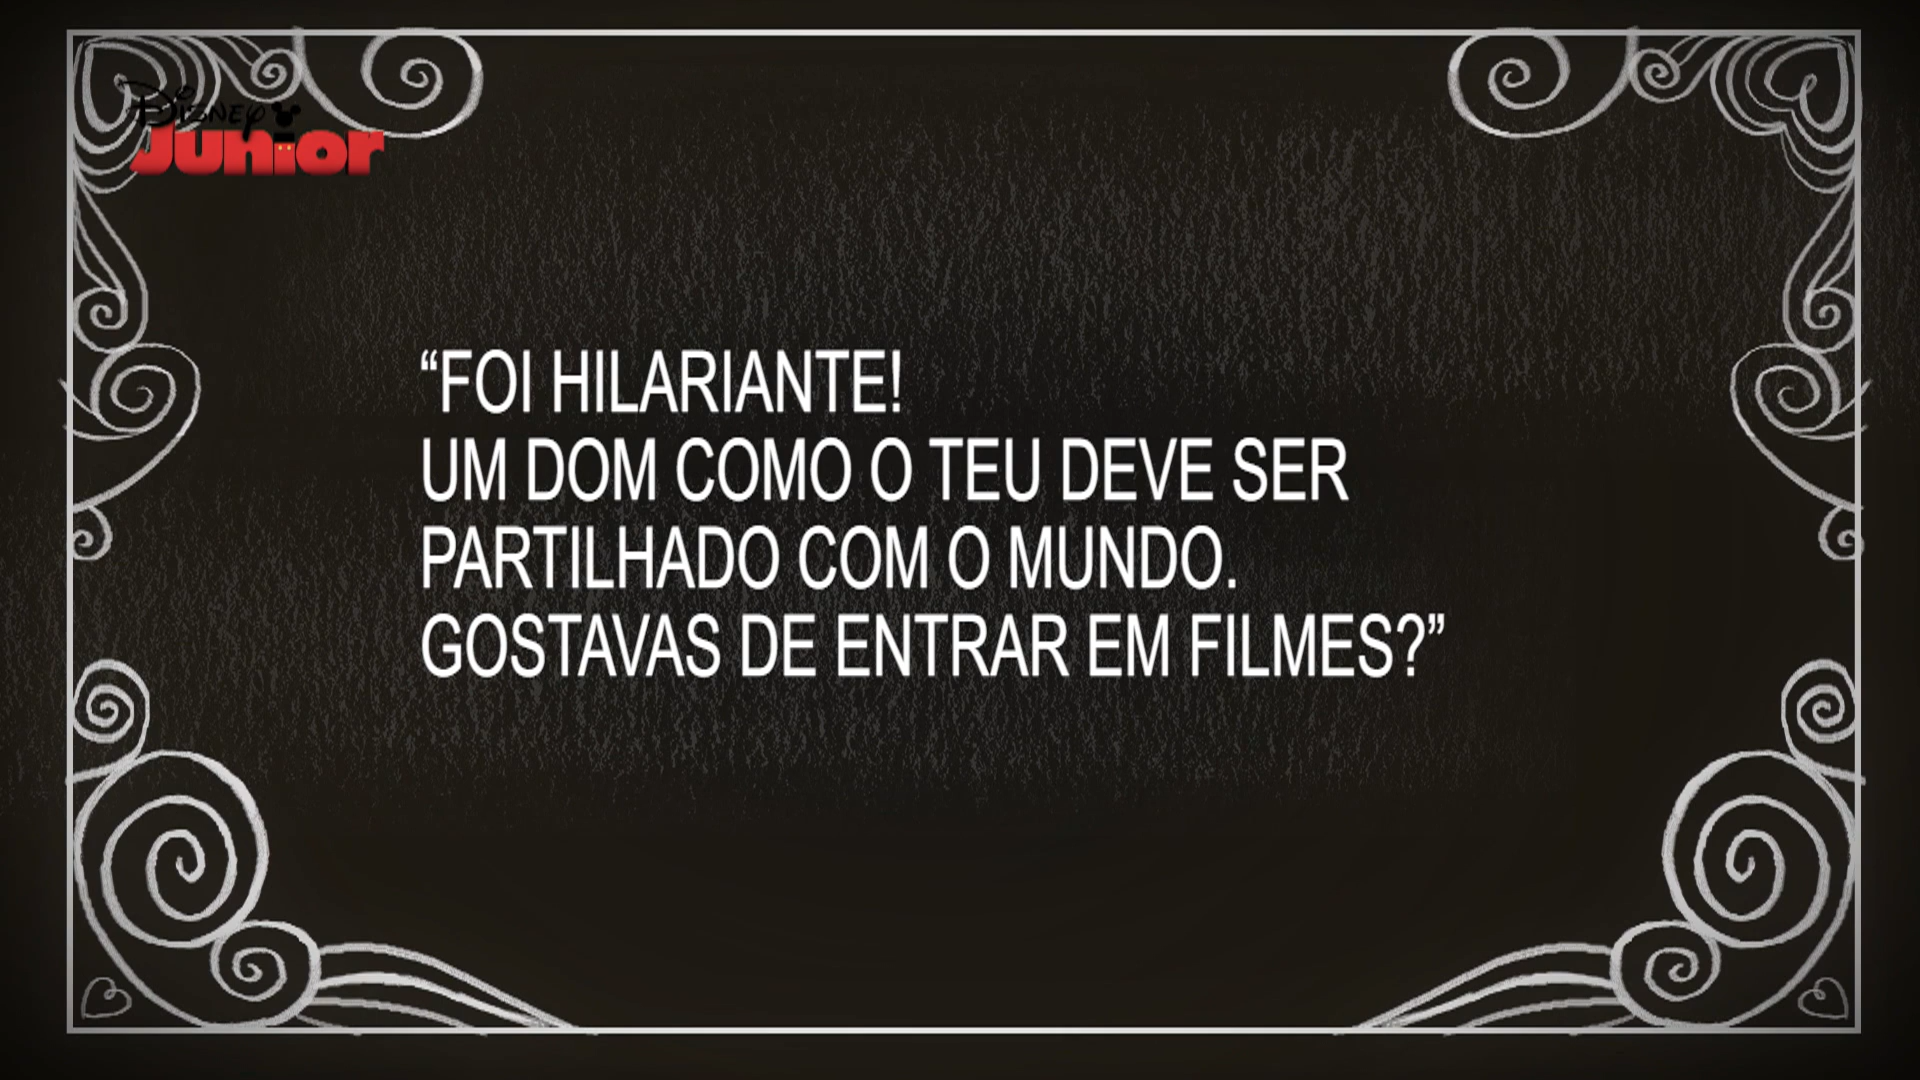 Disney
Junior
“FOI HILARIANTE!
UM DOM COMO O TEU DEVE SER
PARTILHADO COM O MUNDO.
GOSTAVAS DE ENTRAR EM FILMES?”